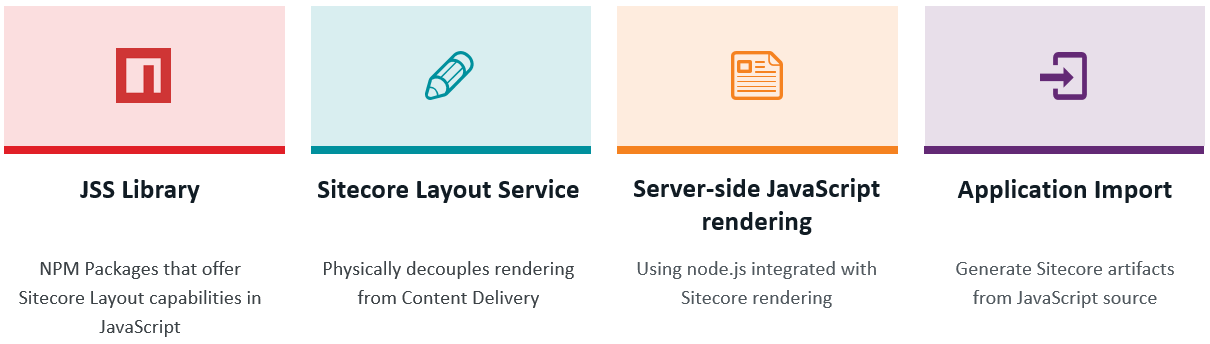 JSS Library
NPM Packages that offer
Sitecore Layout capabilities in
JavaScript
Sitecore Layout Service
Physically decouples rendering
from Content Delivery
Server-side JavaScript
rendering
Using node.js integrated with
Sitecore rendering
Application Import
Generate Sitecore artifacts
from JavaScript source